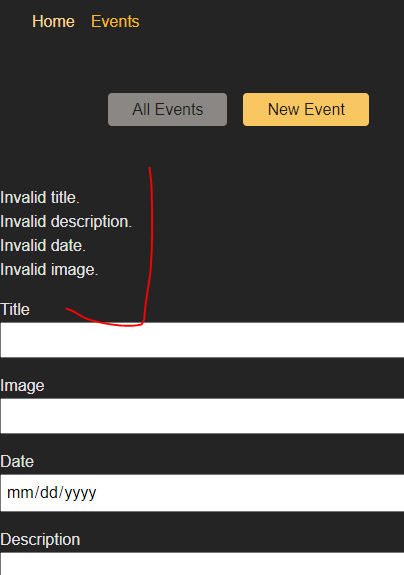 Home Events
All Events New Event
Invalid title.
Invalid description.
Invalid date.
Invalid image.
Title
Image
Date
mm/dd/yyyy
Description